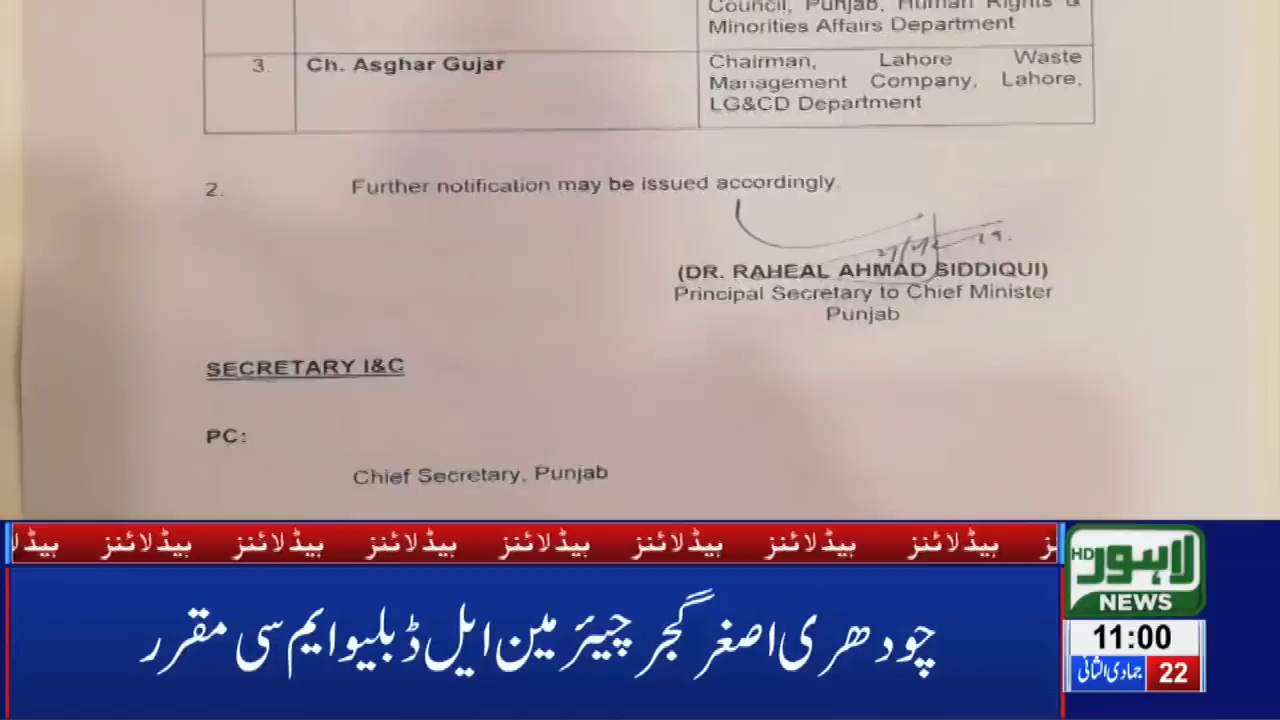 Council, Punjab, Human Rights &
Minorities Affairs Department
3. Ch. Asghar Gujar
Chairman, Lahore Waste
Management Company, Lahore,
LG&CD Department
2. Further notification may be issued accordingly.
(DR. RAHEAL AHMAD SIDDIQUI)
Principal Secretary to Chief Minister
Punjab
SECRETARY I&C
PC:
Chief Secretary, Punjab
ہیڈلائنز ہیڈلائنز ہیڈلائنز ہیڈلائنز ہیڈلائنز ہیڈلائنز ہیڈلائنز
چودھری اصغر گجر چیئرمین ایل ڈبلیو ایم سی مقرر
لاہور HD
NEWS
11:00
22 جمادی الثانی